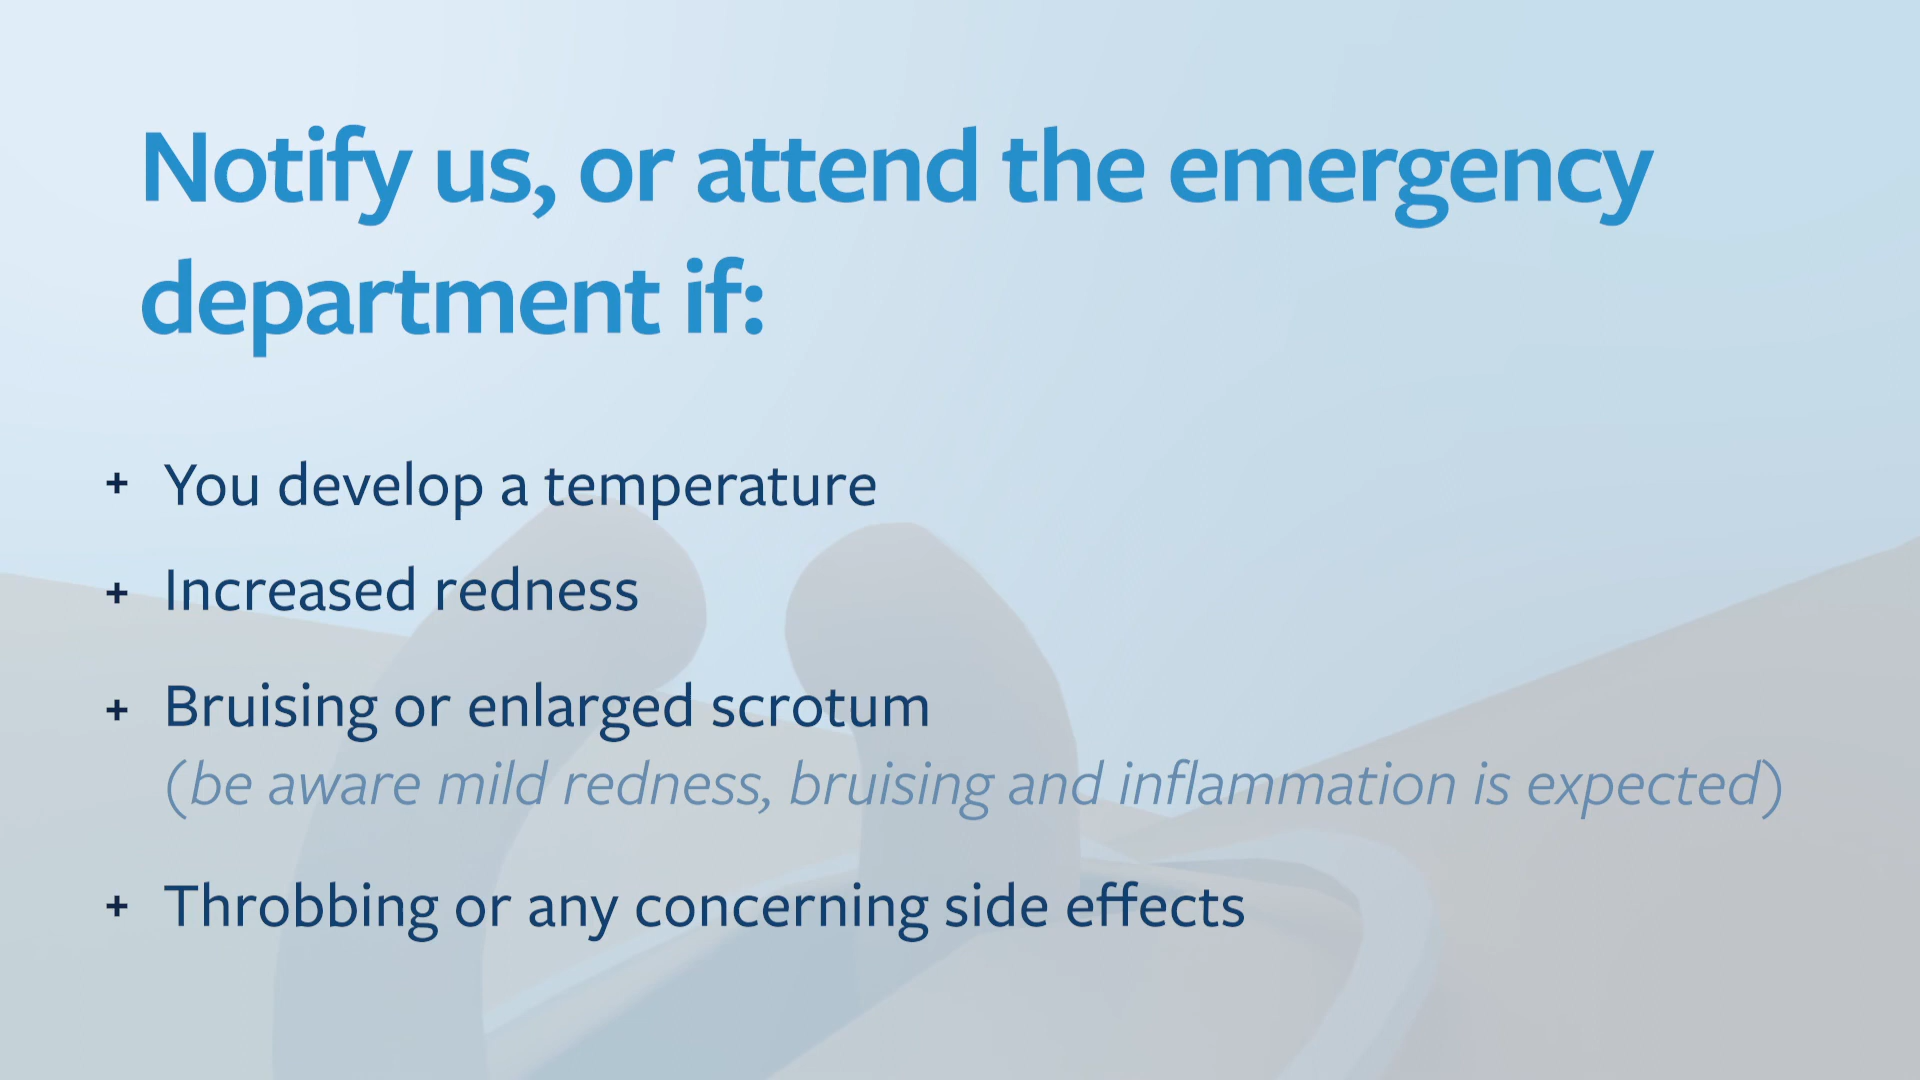 Notify us, or attend the emergency
department if:
+ You develop a temperature
+ Increased redness
+ Bruising or enlarged scrotum
(be aware mild redness, bruising and inflammation is expected)
+ Throbbing or any concerning side effects